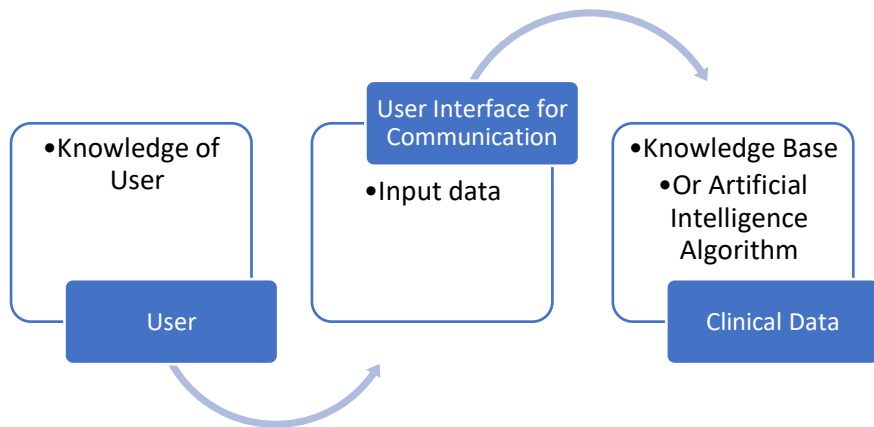 •Knowledge of
User
User
User Interface for
Communication
•Input data
•Knowledge Base
•Or Artificial
Intelligence
Algorithm
Clinical Data